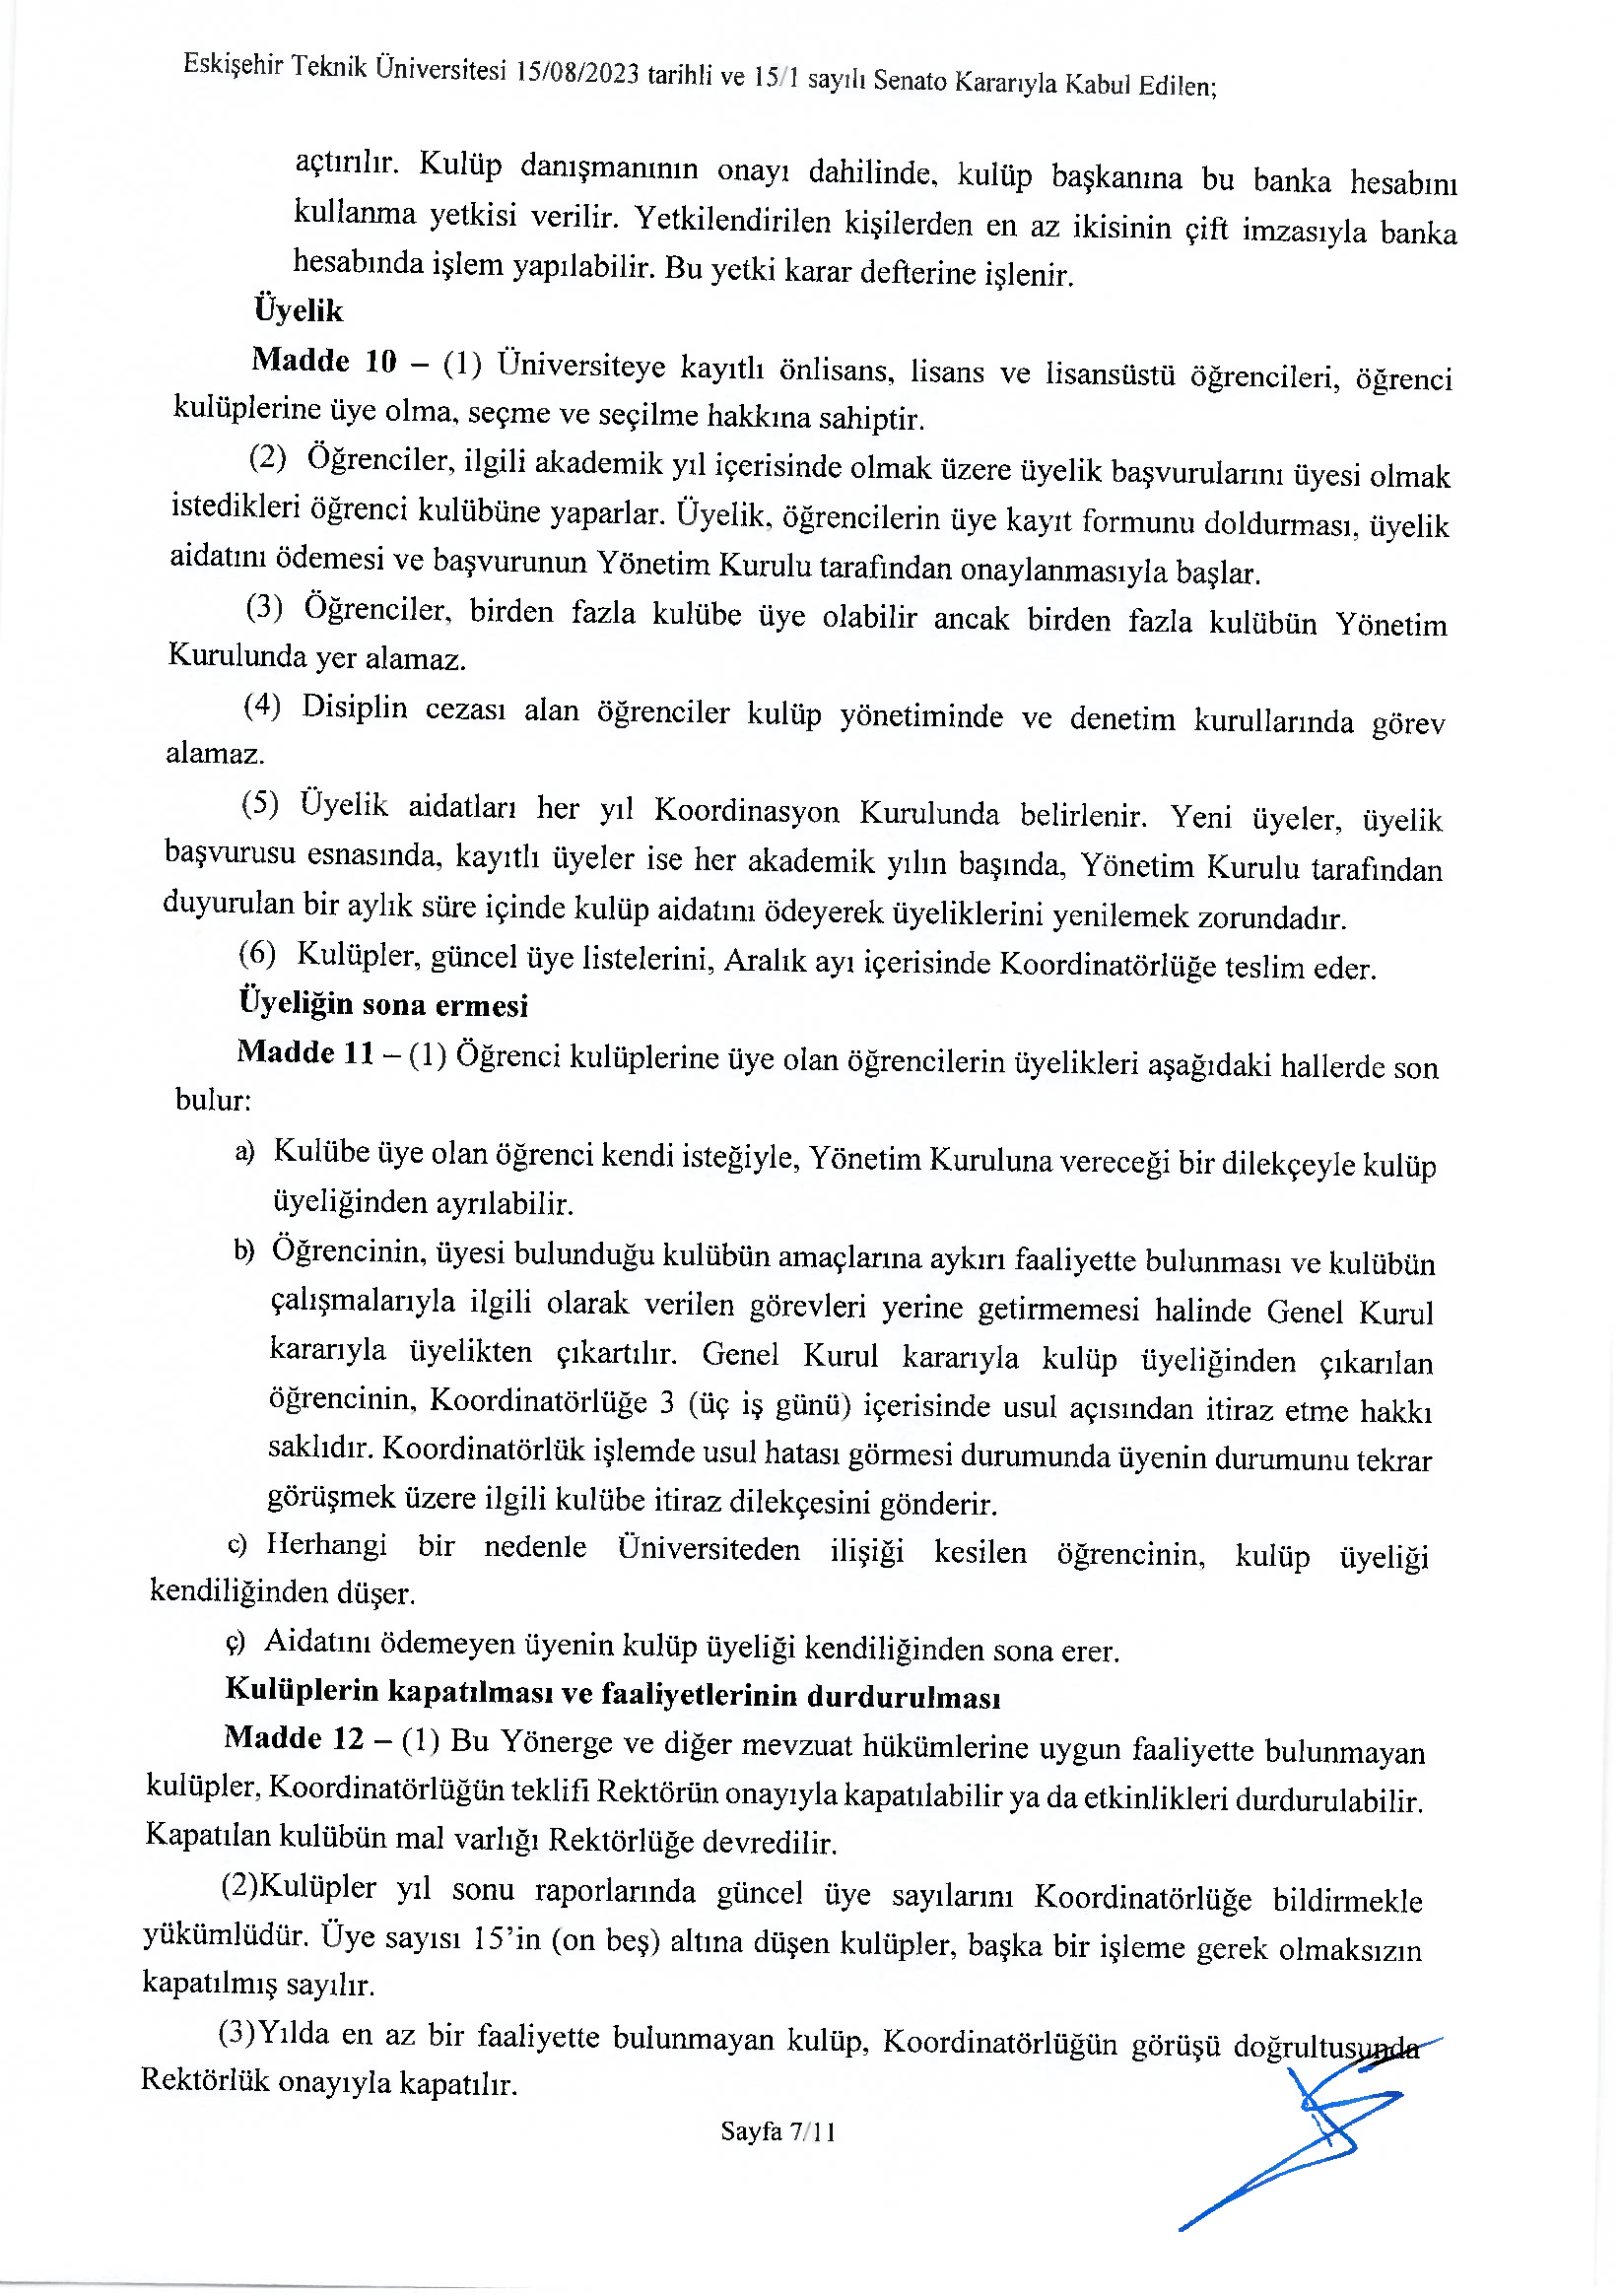 Eskişehir Teknik Üniversitesi 15/08/2023 tarihli ve 15/1 sayılı Senato Kararıyla Kabul Edilen;
açtırılır. Kulüp danışmanının onayı dahilinde, kulüp başkanına bu banka hesabını
kullanma yetkisi verilir. Yetkilendirilen kişilerden en az ikisinin çift imzasıyla banka
hesabında işlem yapılabilir. Bu yetki karar defterine işlenir.
Üyelik
Madde 10 – (1) Üniversiteye kayıtlı önlisans, lisans ve lisansüstü öğrencileri, öğrenci
kulüplerine üye olma, seçme ve seçilme hakkına sahiptir.
(2) Öğrenciler, ilgili akademik yıl içerisinde olmak üzere üyelik başvurularını üyesi olmak
istedikleri öğrenci kulübüne yaparlar. Üyelik, öğrencilerin üye kayıt formunu doldurması, üyelik
aidatını ödemesi ve başvurunun Yönetim Kurulu tarafından onaylanmasıyla başlar.
(3) Öğrenciler, birden fazla kulübe üye olabilir ancak birden fazla kulübün Yönetim
Kurulunda yer alamaz.
(4) Disiplin cezası alan öğrenciler kulüp yönetiminde ve denetim kurullarında görev
alamaz.
(5) Üyelik aidatları her yıl Koordinasyon Kurulunda belirlenir. Yeni üyeler, üyelik
başvurusu esnasında, kayıtlı üyeler ise her akademik yılın başında, Yönetim Kurulu tarafından
duyurulan bir aylık süre içinde kulüp aidatını ödeyerek üyeliklerini yenilemek zorundadır.
(6) Kulüpler, güncel üye listelerini, Aralık ayı içerisinde Koordinatörlüğe teslim eder.
Üyeliğin sona ermesi
Madde 11 – (1) Öğrenci kulüplerine üye olan öğrencilerin üyelikleri aşağıdaki hallerde son
bulur:
a) Kulübe üye olan öğrenci kendi isteğiyle, Yönetim Kuruluna vereceği bir dilekçeyle kulüp
üyeliğinden ayrılabilir.
b) Öğrencinin, üyesi bulunduğu kulübün amaçlarına aykırı faaliyette bulunması ve kulübün
çalışmalarıyla ilgili olarak verilen görevleri yerine getirmemesi halinde Genel Kurul
kararıyla üyelikten çıkartılır. Genel Kurul kararıyla kulüp üyeliğinden çıkarılan
öğrencinin, Koordinatörlüğe 3 (üç iş günü) içerisinde usul açısından itiraz etme hakkı
saklıdır. Koordinatörlük işlemde usul hatası görmesi durumunda üyenin durumunu tekrar
görüşmek üzere ilgili kulübe itiraz dilekçesini gönderir.
c) Herhangi bir nedenle Üniversiteden ilişiği kesilen öğrencinin, kulüp üyeliği
kendiliğinden düşer.
ç) Aidatını ödemeyen üyenin kulüp üyeliği kendiliğinden sona erer.
Kulüplerin kapatılması ve faaliyetlerinin durdurulması
Madde 12 – (1) Bu Yönerge ve diğer mevzuat hükümlerine uygun faaliyette bulunmayan
kulüpler, Koordinatörlüğün teklifi Rektörün onayıyla kapatılabilir ya da etkinlikleri durdurulabilir.
Kapatılan kulübün mal varlığı Rektörlüğe devredilir.
(2)Kulüpler yıl sonu raporlarında güncel üye sayılarını Koordinatörlüğe bildirmekle
yükümlüdür. Üye sayısı 15’in (on beş) altına düşen kulüpler, başka bir işleme gerek olmaksızın
kapatılmış sayılır.
(3)Yılda en az bir faaliyette bulunmayan kulüp, Koordinatörlüğün görüşü doğrultusunda
Rektörlük onayıyla kapatılır.
Sayfa 7/11